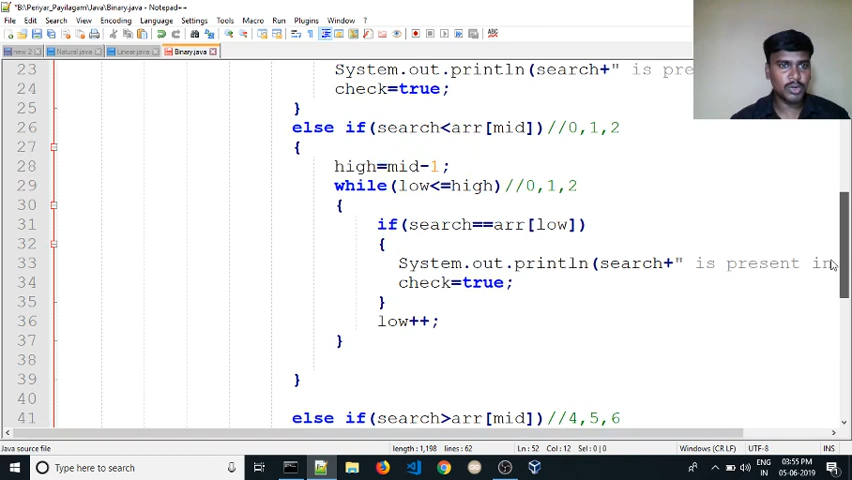 *B:\Periyar_Payilagam\Java\Binary.java - Notepad++
File Edit Search View Encoding Language Settings Tools Macro Run Plugins Window ?
new 2 Natural.java Linear.java Binary.java
23 System.out.println(search+" is pre
24 check=true;
25 }
26 else if(search<arr[mid])//0,1,2
27 {
28 high=mid-1;
29 while(low<=high)//0,1,2
30 {
31 if(search==arr[low])
32 {
33 System.out.println(search+" is present in
34 check=true;
35 }
36 low++;
37 }
38
39 }
40
41 else if(search>arr[mid])//4,5,6
Java source file length : 1,198 lines : 62 Ln : 52 Col : 12 Sel : 0 | 0 Windows (CR LF) UTF-8 INS
Type here to search ENG 03:55 PM
IN 05-06-2019